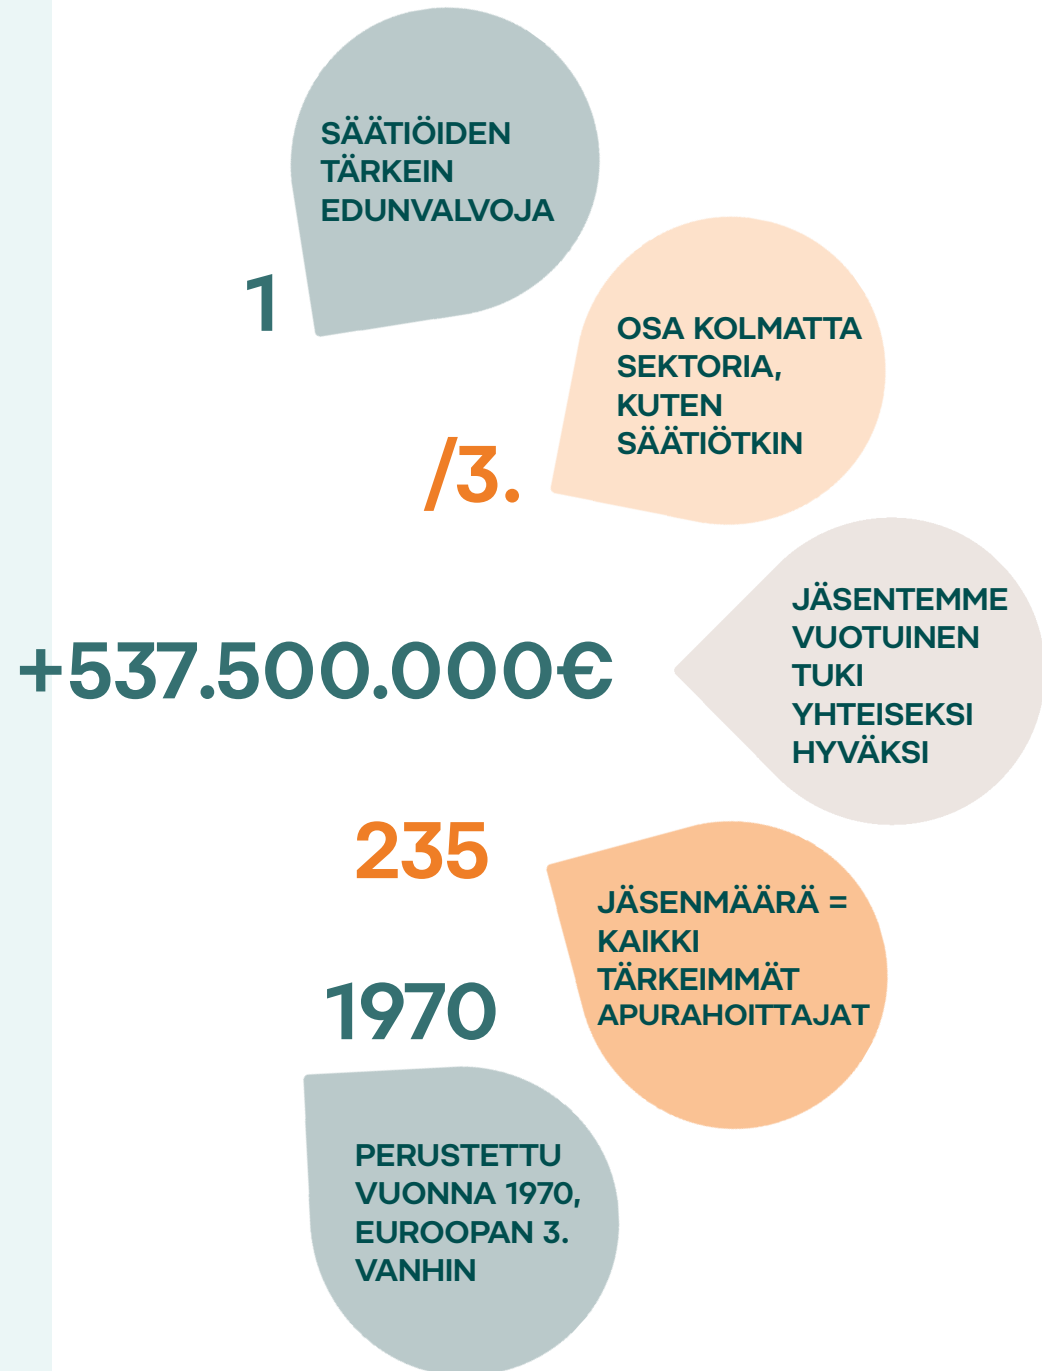 SÄÄTIÖIDEN
TÄRKEIN
EDUNVALVOJA
1
OSA KOLMATTA
SEKTORIA,
KUTEN
SÄÄTIÖTKIN
/3.
JÄSENTEMME
VUOTUINEN
TUKI
YHTEISEKSI
HYVÄKSI
+537.500.000€
235
JÄSENMÄÄRÄ =
KAIKKI
TÄRKEIMMÄT
APURAHOITTAJAT
1970
PERUSTETTU
VUONNA 1970,
EUROOPAN 3.
VANHIN